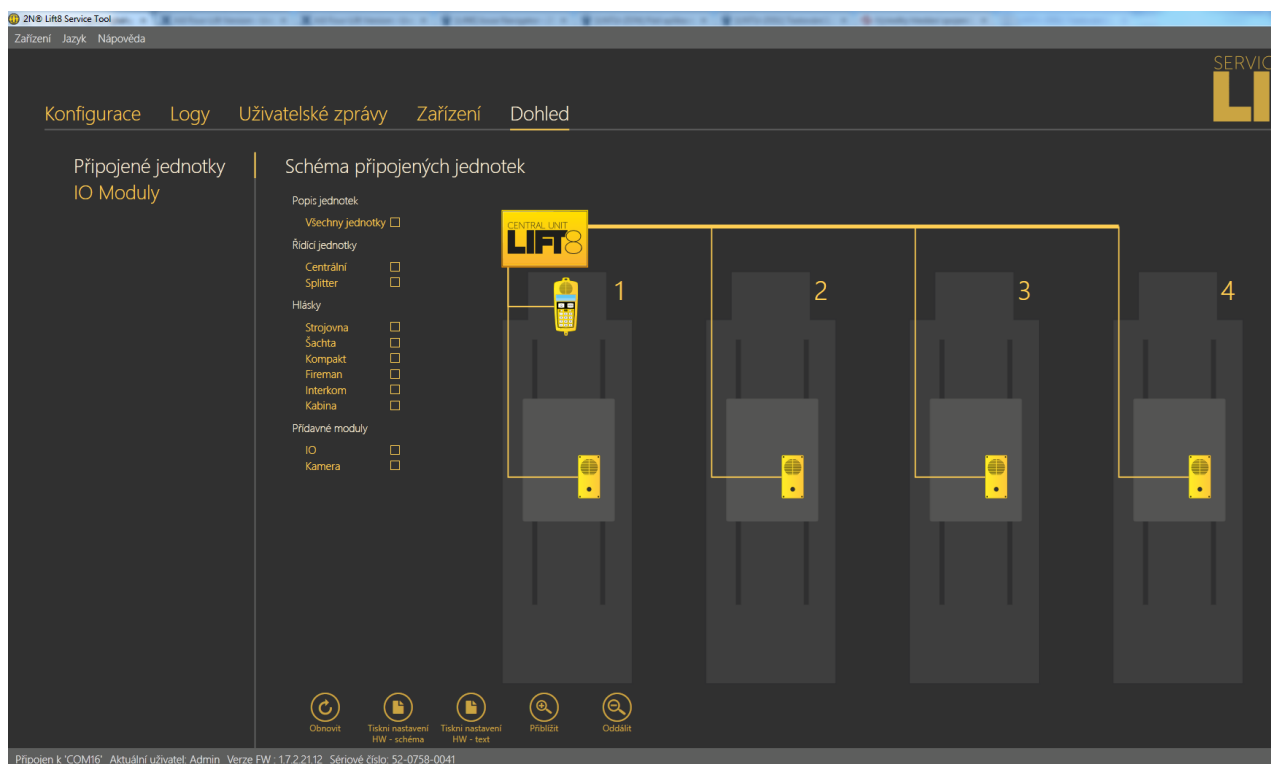 2N® Lift8 Service Tool
Zařízení Jazyk Nápověda
SERVIC
LI
Konfigurace Logy Uživatelské zprávy Zařízení Dohled
Připojené jednotky
IO Moduly
Schéma připojených jednotek
Popis jednotek
Všechny jednotky
Řídící jednotky
Centrální
Splitter
Hlásky
Strojovna
Šachta
Kompakt
Fireman
Interkom
Kabina
Přídavné moduly
IO
Kamera
CENTRAL UNIT
LIFT8
1
2
3
4
Obnovit
Tiskni nastavení
HW - schéma
Tiskni nastavení
HW - text
Přiblížit
Oddálit
Připojen k 'COM16' Aktuální uživatel: Admin Verze FW : 1.7.2.21.12 Sériové číslo: 52-0758-0041